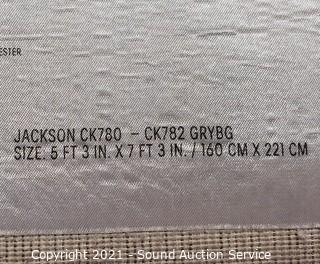 ESTER
JACKSON CK780 – CK782 GRYBG
SIZE: 5 FT 3 IN. X 7 FT 3 IN. / 160 CM X 221 CM
Copyright 2021 - Sound Auction Service